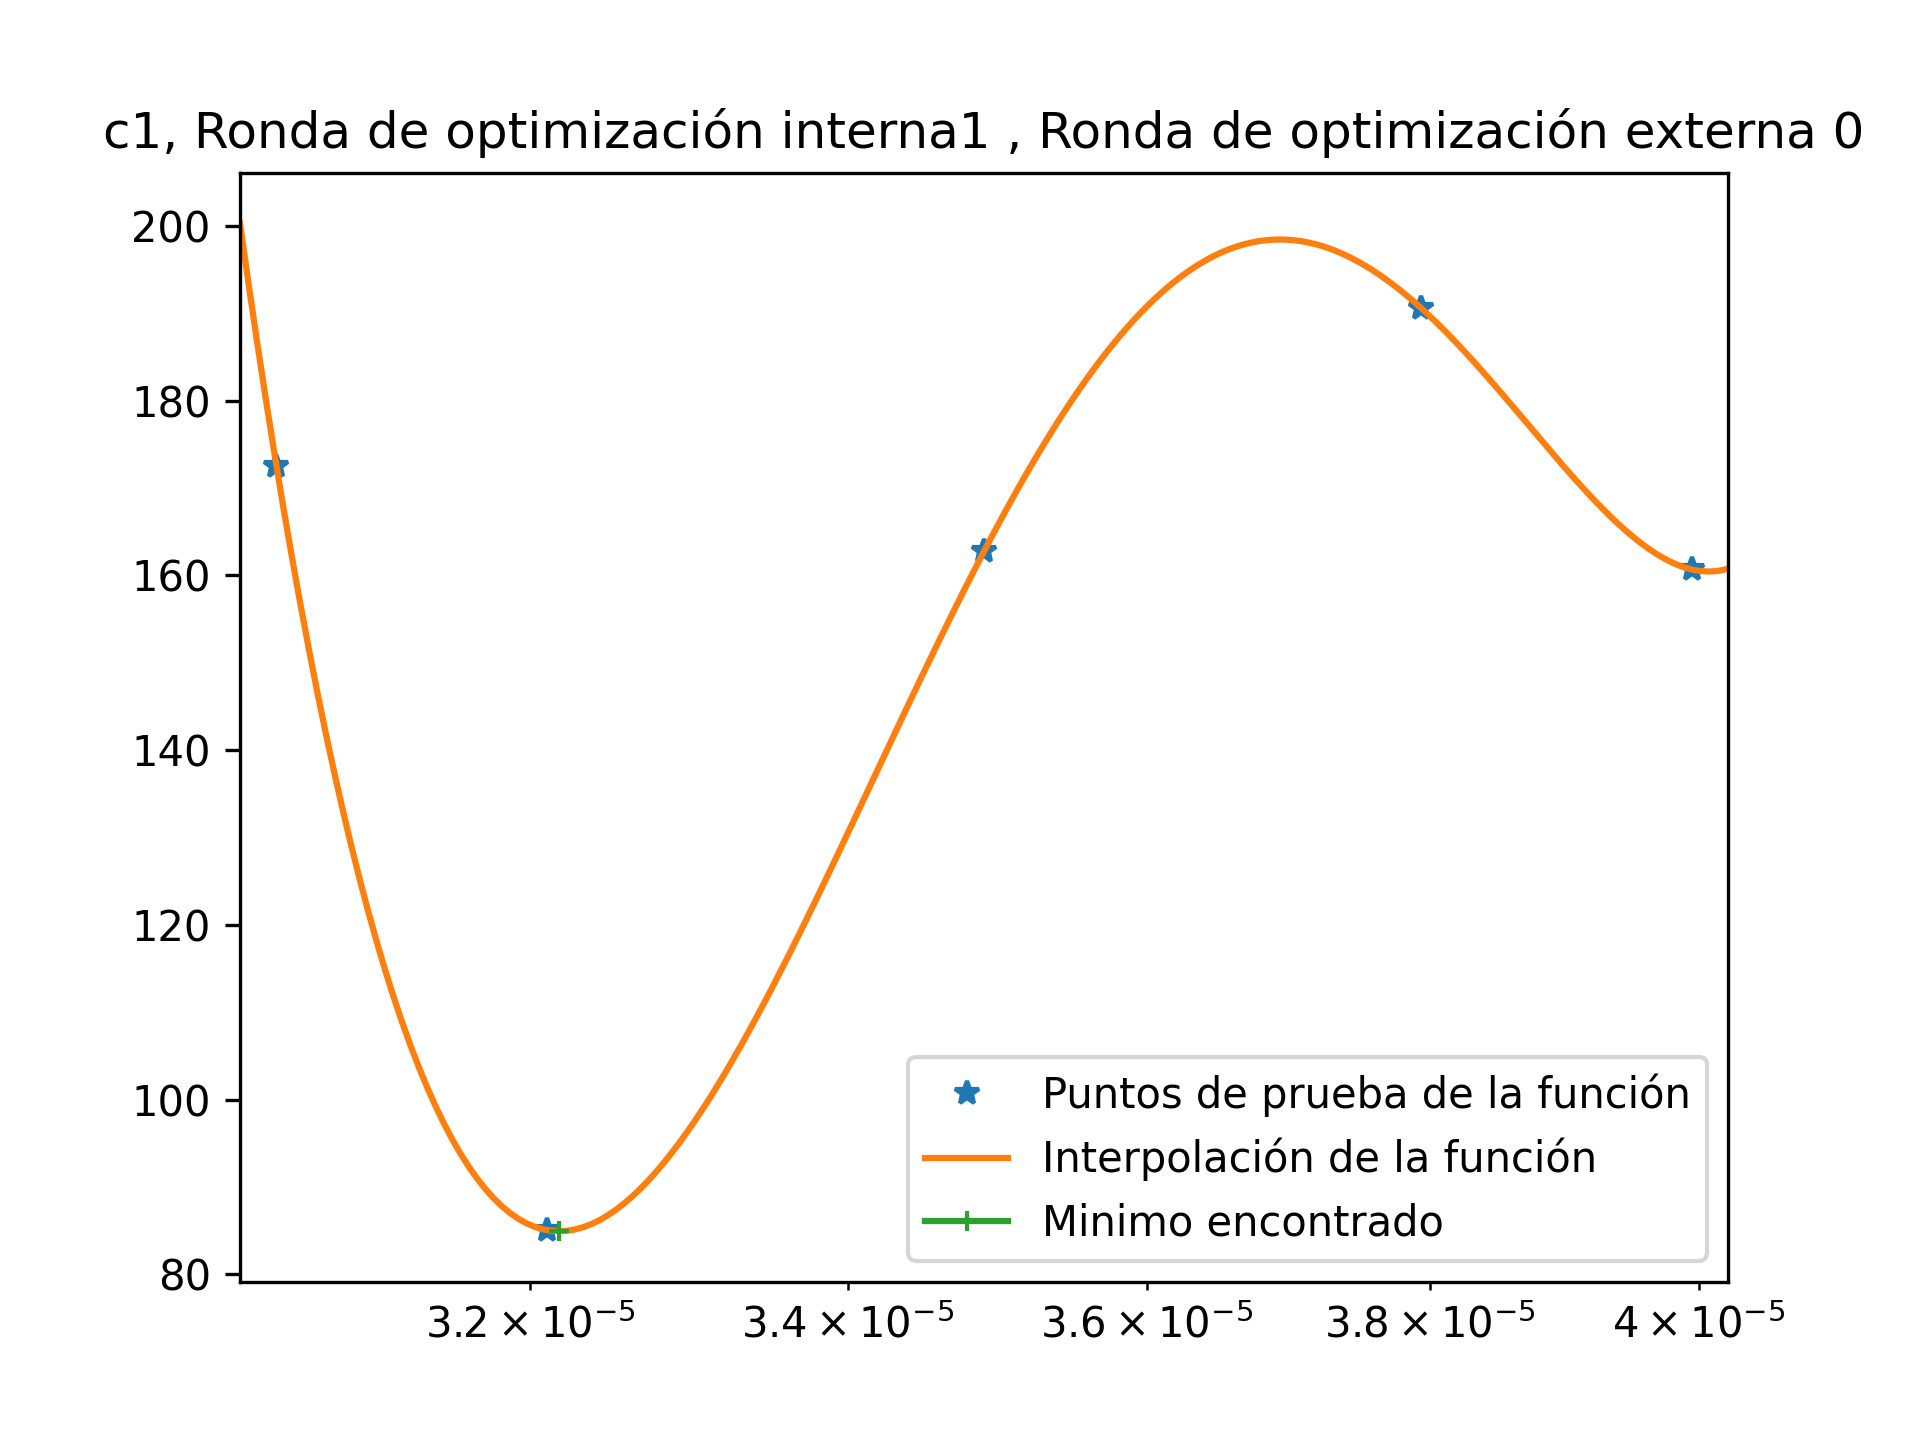 c1, Ronda de optimización interna1 , Ronda de optimización externa 0
200
180
160
140
120
100
80
Puntos de prueba de la función
Interpolación de la función
Minimo encontrado
3.2 × 10⁻⁵ 3.4 × 10⁻⁵ 3.6 × 10⁻⁵ 3.8 × 10⁻⁵ 4 × 10⁻⁵